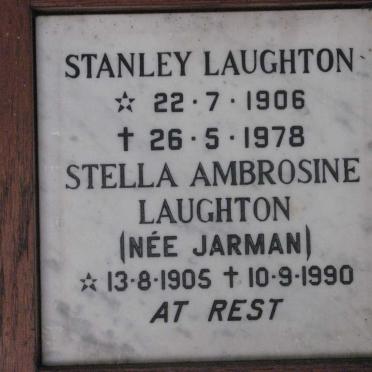 STANLEY LAUGHTON
☆ 22·7·1906
† 26·5·1978
STELLA AMBROSINE
LAUGHTON
(NÉE JARMAN)
☆ 13·8·1905 † 10·9·1990
AT REST